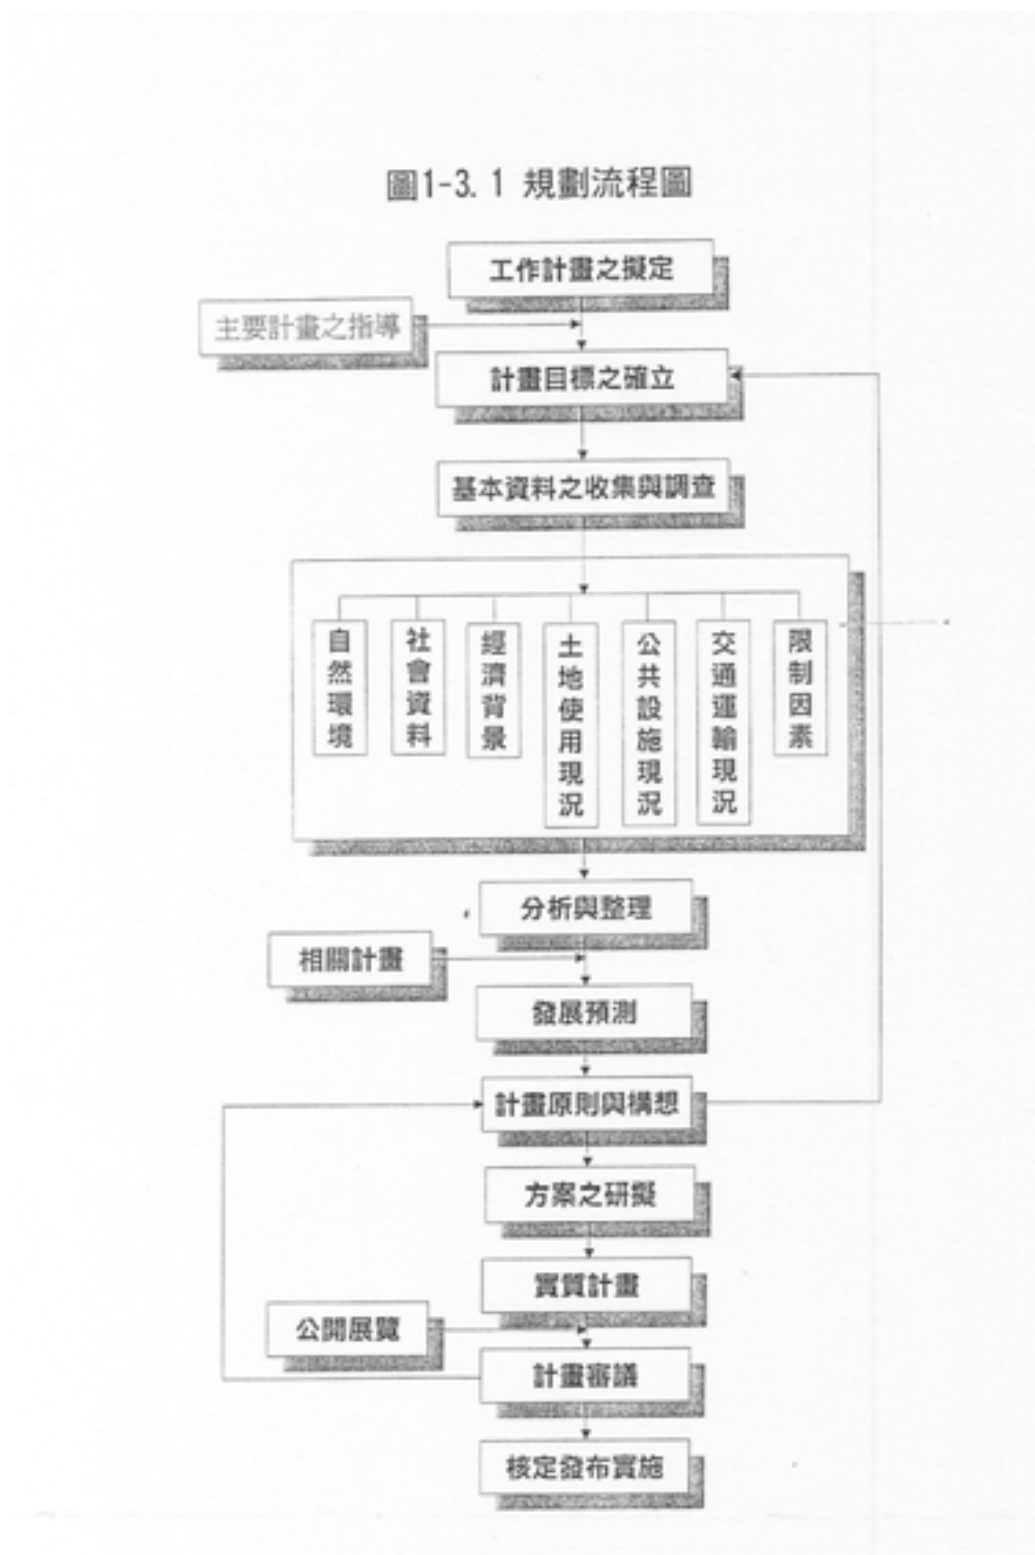 圖1-3.1 規劃流程圖
工作計畫之擬定
主要計畫之指導
計畫目標之確立
基本資料之收集與調查
自然環境
社會資料
經濟背景
土地使用現況
公共設施現況
交通運輸現況
限制因素
分析與整理
相關計畫
發展預測
計畫原則與構想
方案之研擬
實質計畫
公開展覽
計畫審議
核定發布實施